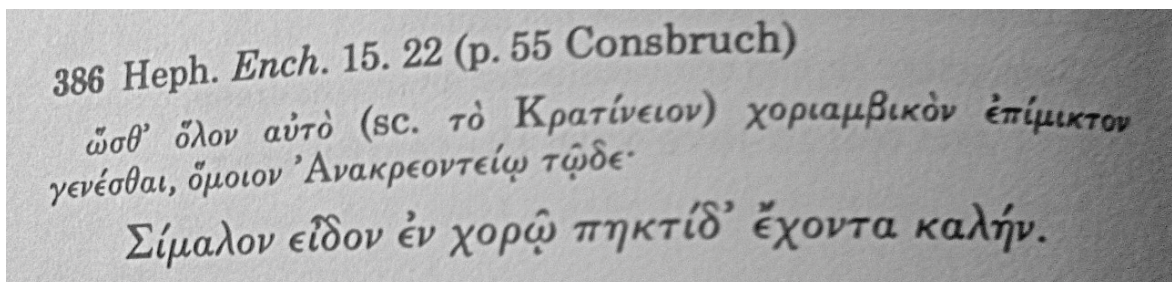 386 Heph. Ench. 15. 22 (p. 55 Consbruch)
ὥσθ’ ὅλον αὐτὸ (sc. τὸ Κρατίνειον) χοριαμβικὸν ἐπίμικτον
γενέσθαι, ὅμοιον Ἀνακρεοντείῳ τῷδε·
Σίμαλον εἶδον ἐν χορῷ πηκτίδ’ ἔχοντα καλήν.